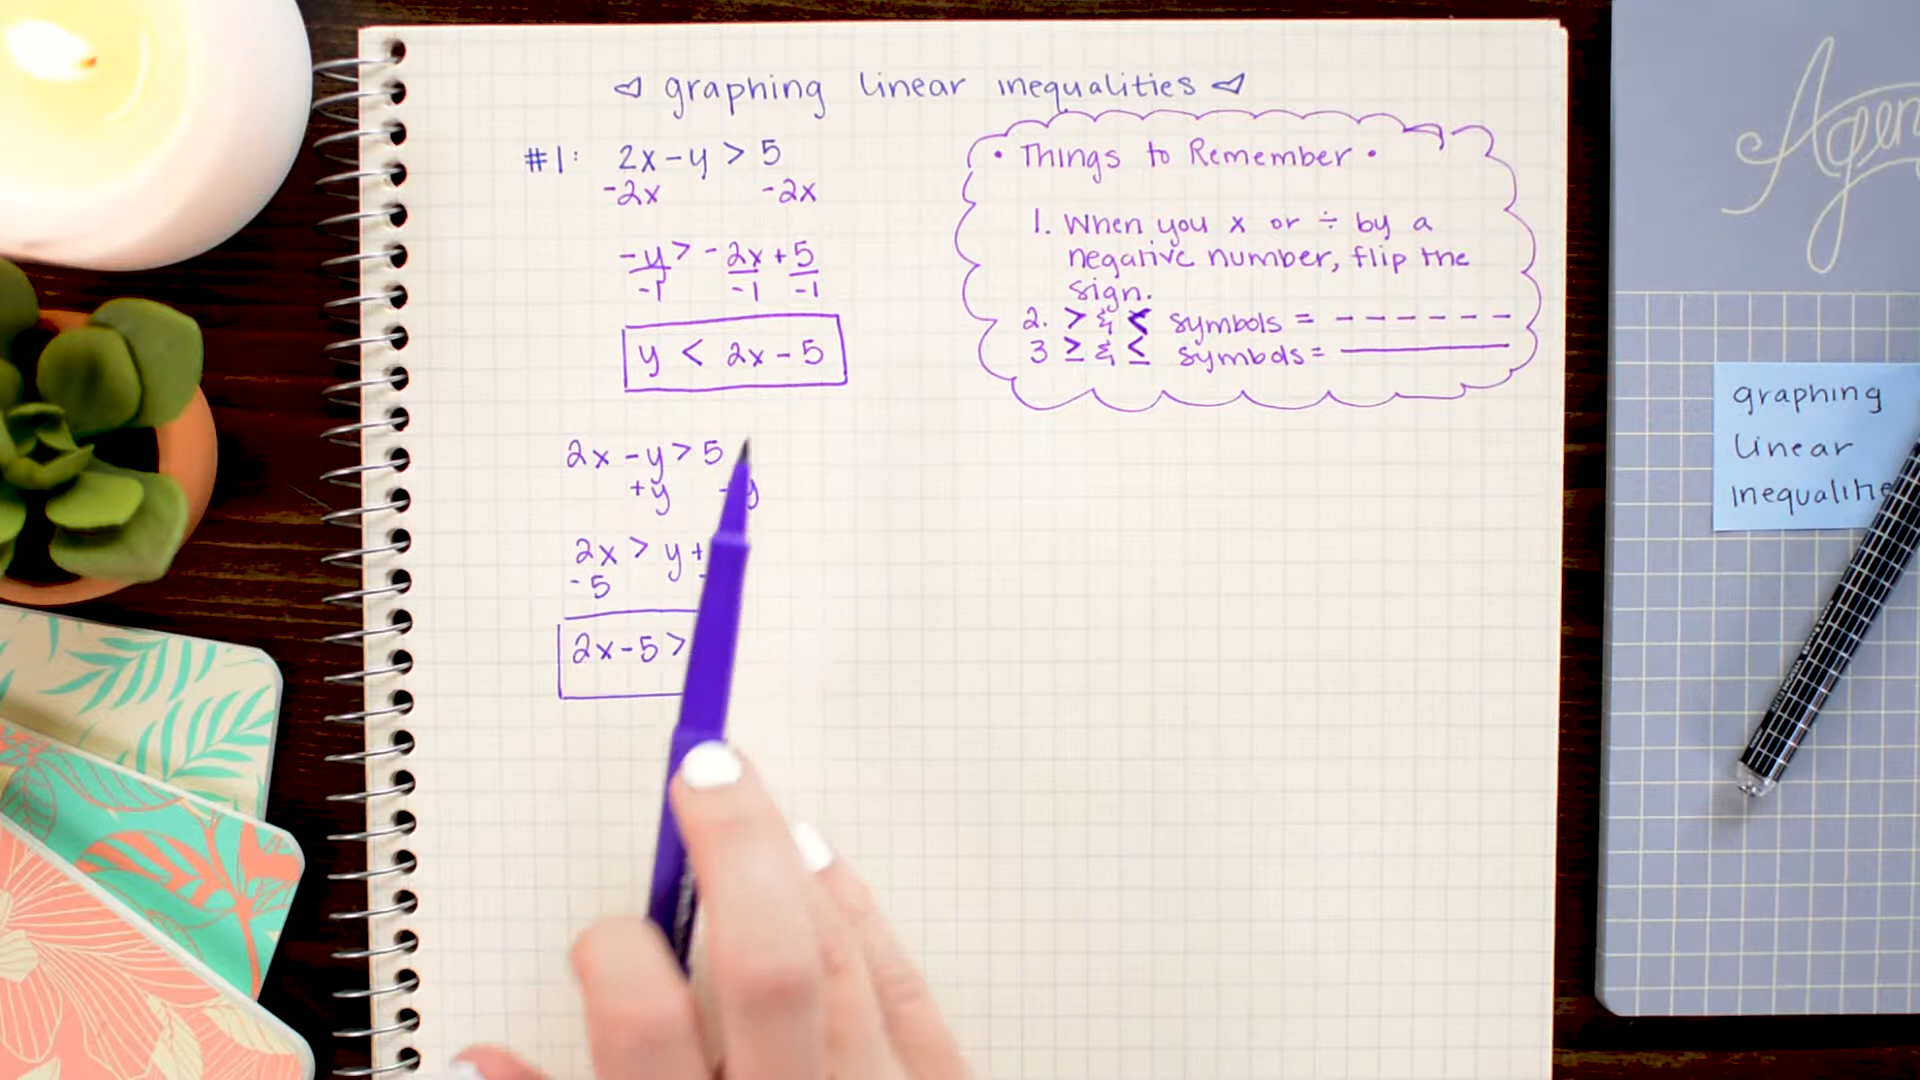 graphing linear inequalities
#1: 2x - y > 5
-2x -2x
-y > -2x + 5
-1 -1 -1
y < 2x - 5
2x - y > 5
+y y
2x > y +
-5
2x - 5 >
• Things to Remember •
1. When you x or ÷ by a
negative number, flip the
sign.
2. > & < symbols = - - - - - -
3 ≥ & ≤ symbols =
graphing
linear